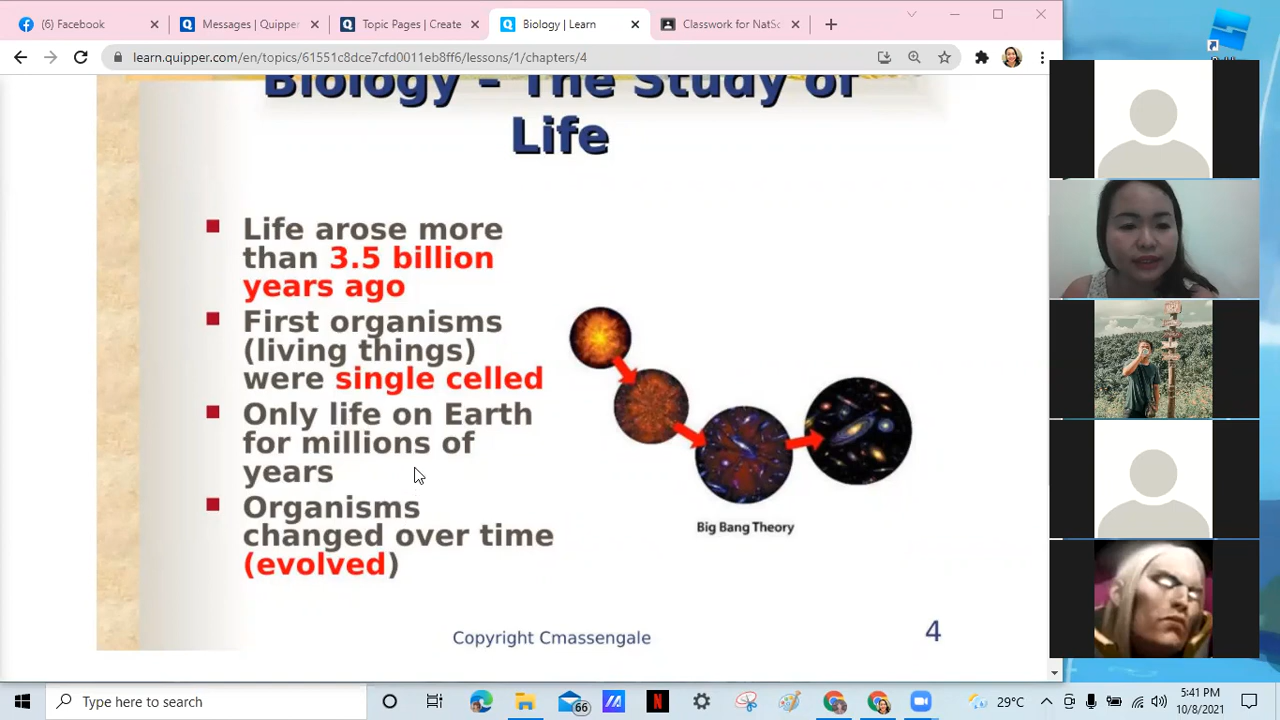 (6) Facebook
Messages | Quipper
Topic Pages | Create
Biology | Learn
Classwork for NatSc
learn.quipper.com/en/topics/61551c8dce7cfd0011eb8ff6/lesson/1/chapters/4
Biology – The Study of
Life
Life arose more
than 3.5 billion
years ago
First organisms
(living things)
were single celled
Only life on Earth
for millions of
years
Organisms
changed over time
(evolved)
Big Bang Theory
Copyright Cmassengale
4
Type here to search
66
29°C
5:41 PM
10/8/2021